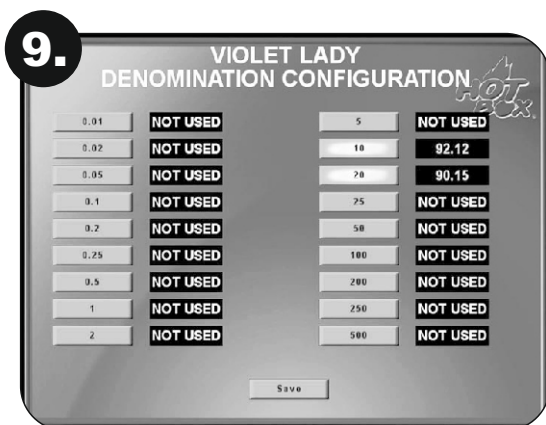 9.
VIOLET LADY
DENOMINATION CONFIGURATION
HOT
BOX.
0.01 NOT USED 5 NOT USED
0.02 NOT USED 10 92.12
0.05 NOT USED 20 90.15
0.1 NOT USED 25 NOT USED
0.2 NOT USED 50 NOT USED
0.25 NOT USED 100 NOT USED
0.5 NOT USED 200 NOT USED
1 NOT USED 250 NOT USED
2 NOT USED 500 NOT USED
Save